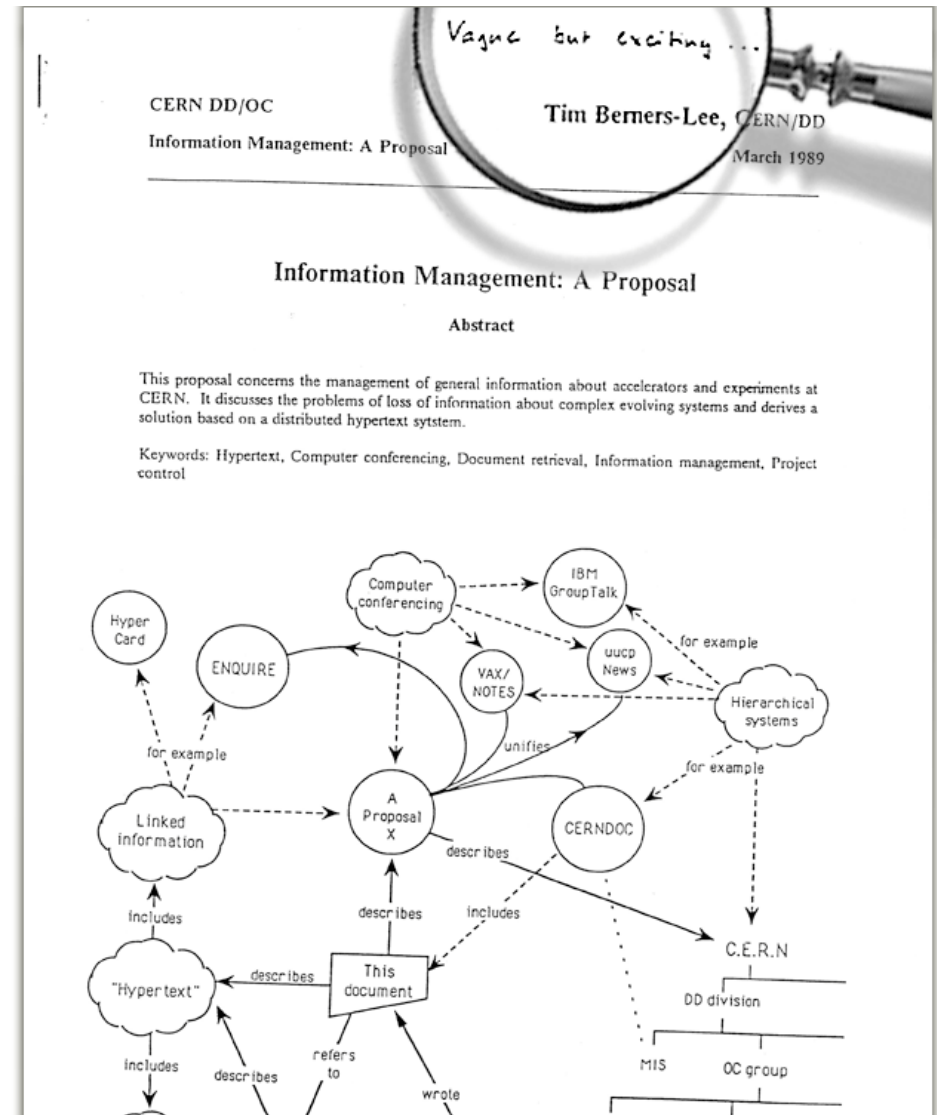 Vague but exciting ...
CERN DD/OC
Tim Berners-Lee, CERN/DD
Information Management: A Proposal
March 1989
Information Management: A Proposal
Abstract
This proposal concerns the management of general information about accelerators and experiments at
CERN. It discusses the problems of loss of information about complex evolving systems and derives a
solution based on a distributed hypertext sytstem.
Keywords: Hypertext, Computer conferencing, Document retrieval, Information management, Project
control
Computer
conferencing
IBM
GroupTalk
Hyper
Card
ENQUIRE
VAX/
NOTES
uucp
News
for example
Hierarchical
systems
for example
unifies
for example
Linked
information
A
Proposal
X
CERNDOC
describes
includes
describes
includes
C.E.R.N
"Hypertext"
describes
This
document
DD division
includes
describes
refers
to
wrote
MIS
OC group